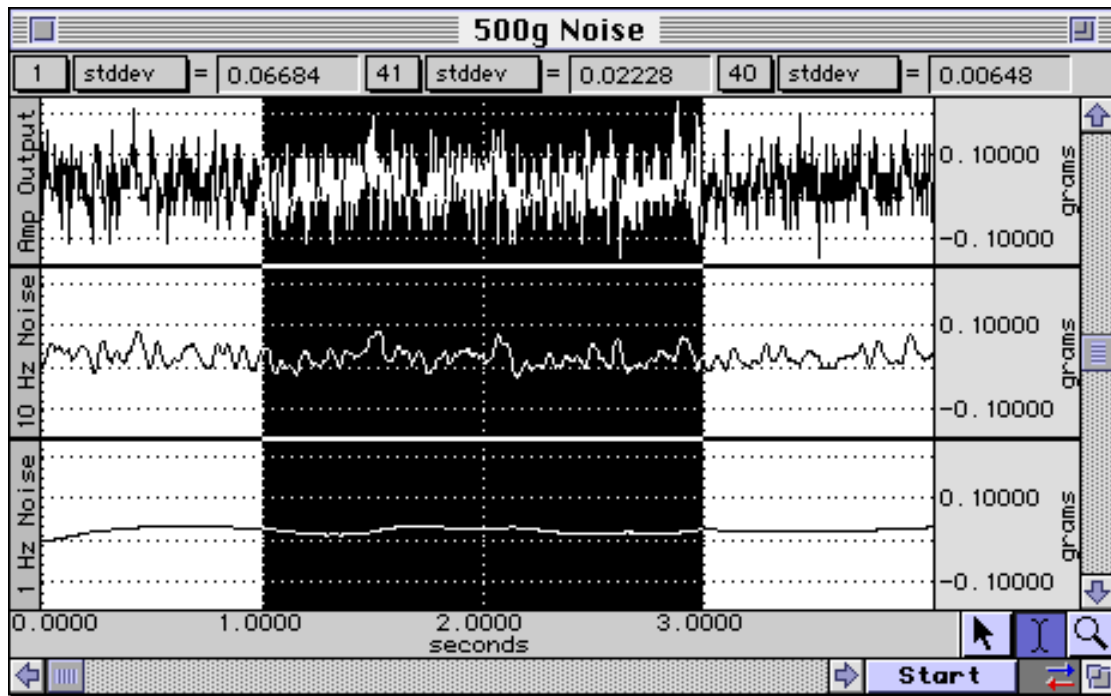 500g Noise
1 stddev = 0.06684 41 stddev = 0.02228 40 stddev = 0.00648
Amp Output
0.10000
grams
-0.10000
10 Hz Noise
0.10000
grams
-0.10000
1 Hz Noise
0.10000
grams
-0.10000
0.0000 1.0000 2.0000 3.0000
seconds
Start